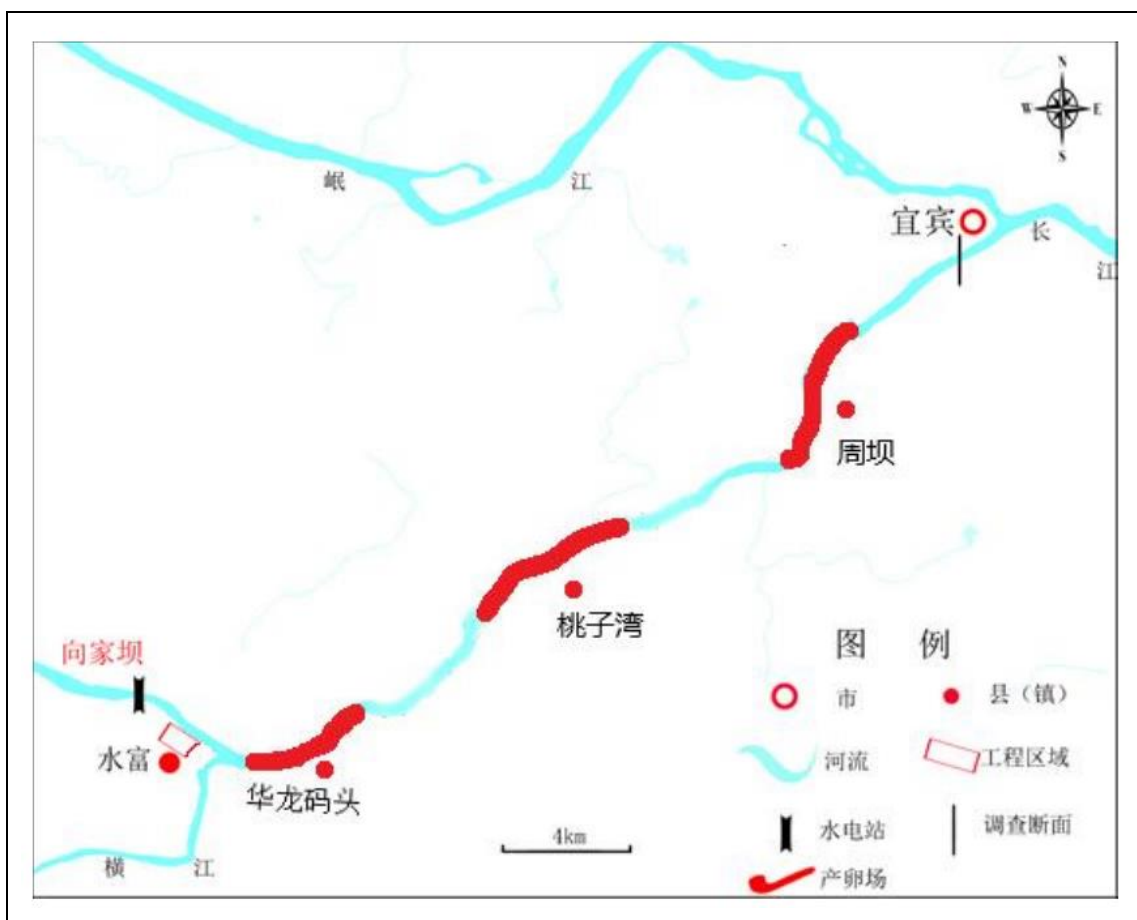 N
W E
S
岷 江
宜宾
长
江
周坝
桃子湾
向家坝
水富
华龙码头
横 江
4km
图 例
市
县（镇）
河流
工程区域
水电站
调查断面
产卵场